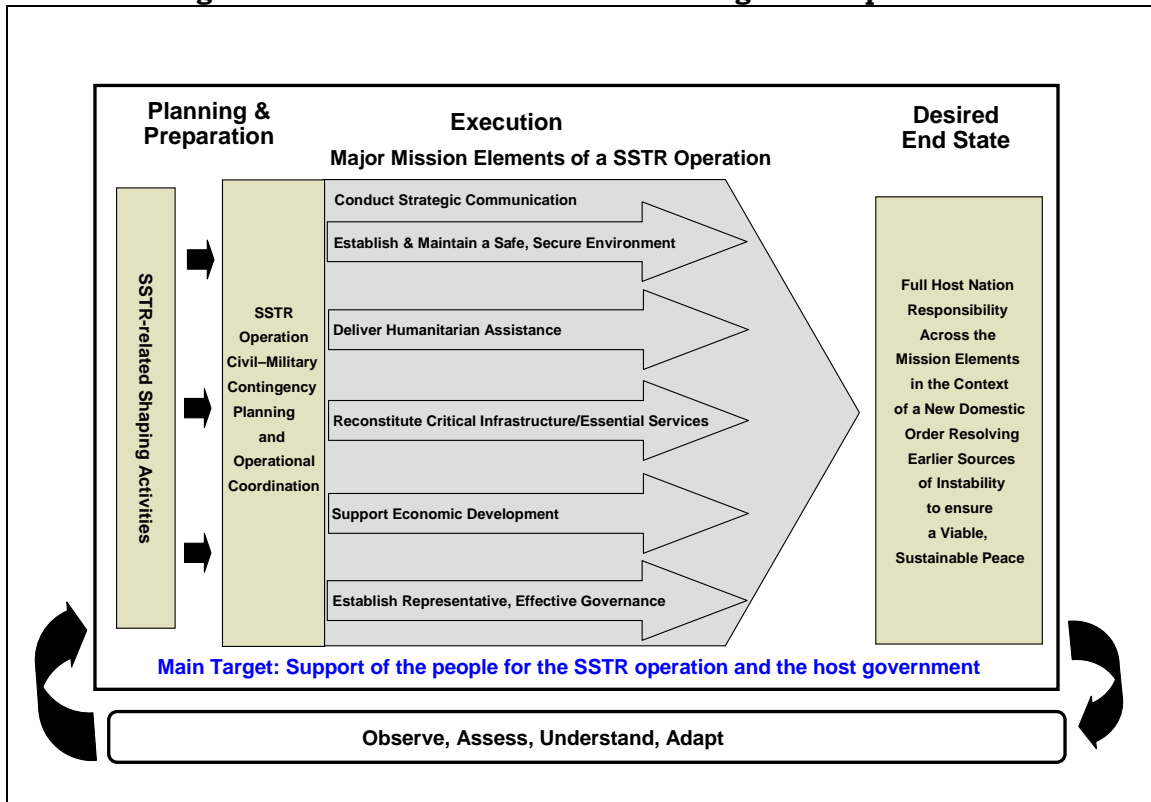 Planning &
Preparation
Execution
Major Mission Elements of a SSTR Operation
Desired
End State
SSTR-related Shaping Activities
SSTR
Operation
Civil–Military
Contingency
Planning
and
Operational
Coordination
Conduct Strategic Communication
Establish & Maintain a Safe, Secure Environment
Deliver Humanitarian Assistance
Reconstitute Critical Infrastructure/Essential Services
Support Economic Development
Establish Representative, Effective Governance
Full Host Nation
Responsibility
Across the
Mission Elements
in the Context
of a New Domestic
Order Resolving
Earlier Sources
of Instability
to ensure
a Viable,
Sustainable Peace
Main Target: Support of the people for the SSTR operation and the host government
Observe, Assess, Understand, Adapt